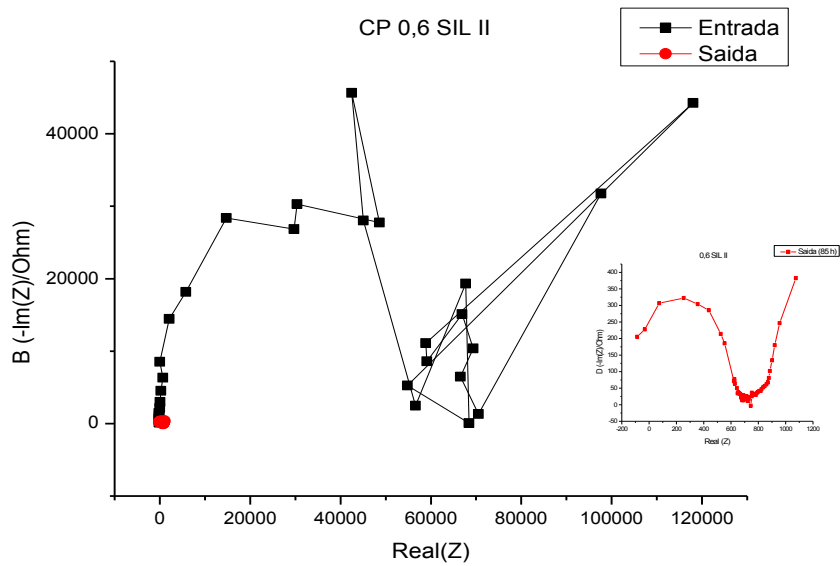 CP 0,6 SIL II
Entrada
Saida
B (-Im(Z)/Ohm)
40000
20000
0
0 20000 40000 60000 80000 100000 120000
Real(Z)
0,6 SIL II
Saida (85 h)
D (-Im(Z)/Ohm)
400
350
300
250
200
150
100
50
0
-50
-200 0 200 400 600 800 1000 1200
Real (Z)